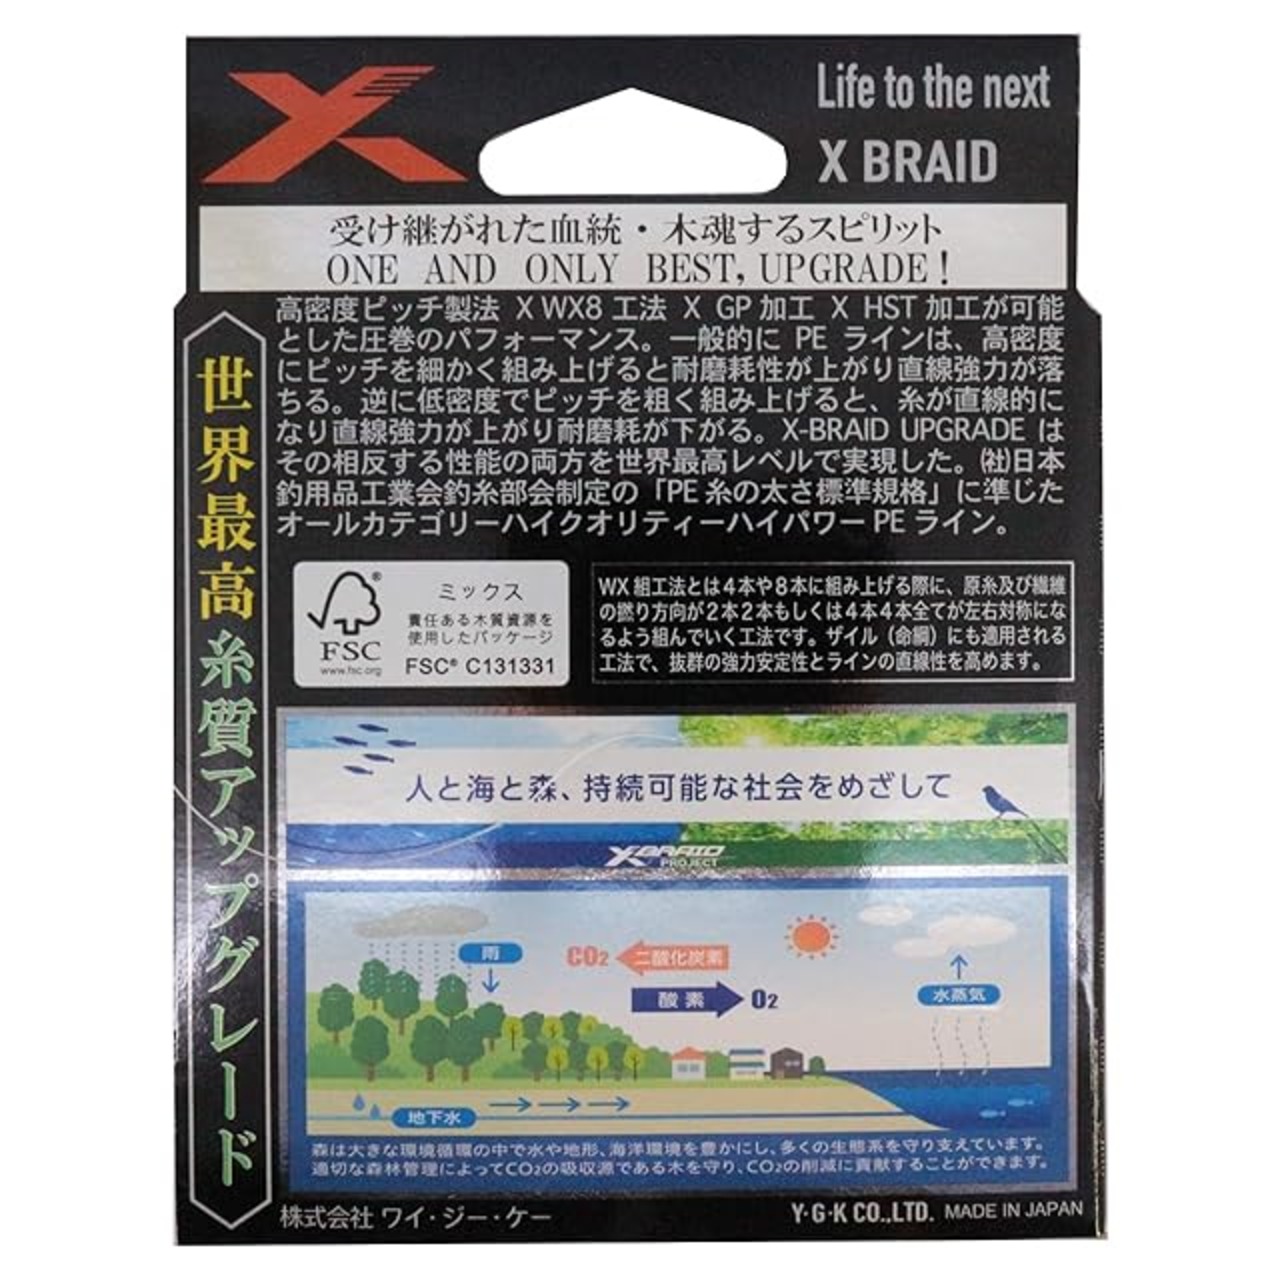 Life to the next
X BRAID
受け継がれた血統・木魂するスピリット
ONE AND ONLY BEST, UPGRADE!
高密度ピッチ製法 X WX8 工法 X GP 加工 X HST 加工が可能
とした圧巻のパフォーマンス。一般的に PE ラインは、高密度
にピッチを細かく組み上げると耐磨耗性が上がり直線強力が落
ちる。逆に低密度でピッチを粗く組み上げると、糸が直線的に
なり直線強力が上がり耐磨耗が下がる。X-BRAID UPGRADE は
その相反する性能の両方を世界最高レベルで実現した。㈳日本
釣用品工業会釣糸部会制定の「PE 糸の太さ標準規格」に準じた
オールカテゴリーハイクオリティーハイパワー PE ライン。
世界最高糸質アップグレード
FSC
www.fsc.org
ミックス
責任ある木質資源を
使用したパッケージ
FSC® C131331
WX 組工法とは4本や8本に組み上げる際に、原糸及び繊維
の撚り方向が2本2本もしくは4本4本全てが左右対称にな
るよう組んでいく工法です。ザイル（命綱）にも適用される
工法で、抜群の強力安定性とラインの直線性を高めます。
人と海と森、持続可能な社会をめざして
X-BRAID
PROJECT
雨
CO2 二酸化炭素
酸素 O2
水蒸気
地下水
森は大きな環境循環の中で水や地形、海洋環境を豊かにし、多くの生態系を守り支えています。
適切な森林管理によってCO2の吸収源である木を守り、CO2の削減に貢献することができます。
株式会社 ワイ・ジー・ケー
Y·G·K CO.,LTD. MADE IN JAPAN